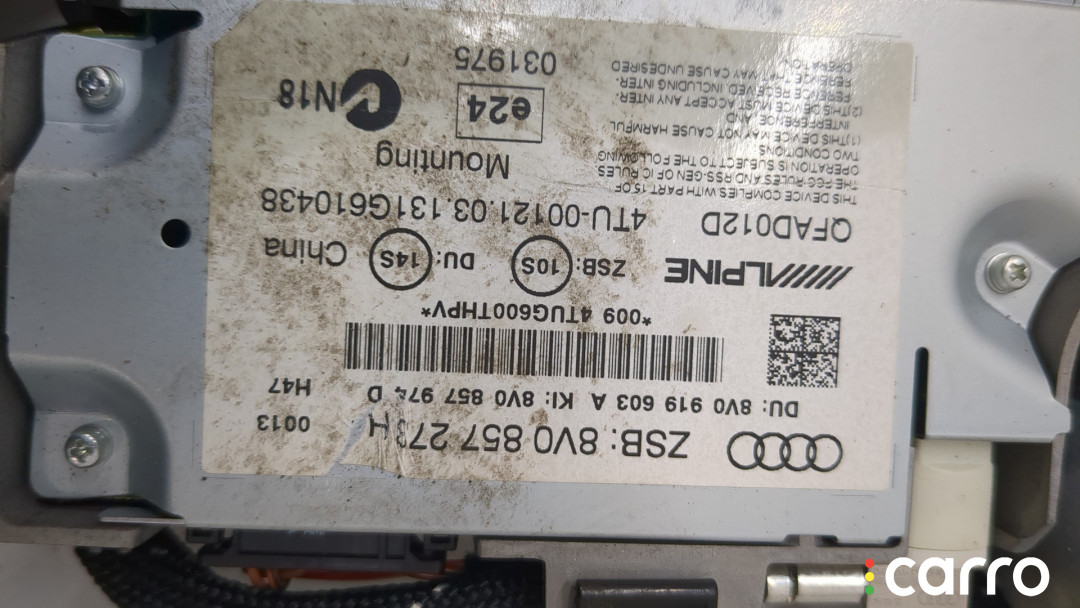 ZSB: 8V0 857 273 H
0013
DU: 8V0 919 603 A KI: 8V0 857 974 D
H47
*009 4TUG600THPV*
ALPINE ZSB: 10S DU: 14S China
QFAD012D 4TU-00121.03.131G610438
THIS DEVICE COMPLIES WITH PART 15 OF
THE FCC-RULES AND RSS-GEN OF IC RULES
OPERATION IS SUBJECT TO THE FOLLOWING
TWO CONDITIONS
(1)THIS DEVICE MAY NOT CAUSE HARMFUL
INTERFERENCE, AND
(2)THIS DEVICE MUST ACCEPT ANY INTER-
FERENCE RECEIVED, INCLUDING INTER-
FERENCE THAT MAY CAUSE UNDESIRED
OPERATION
Mounting
e24
N18
031975
carro